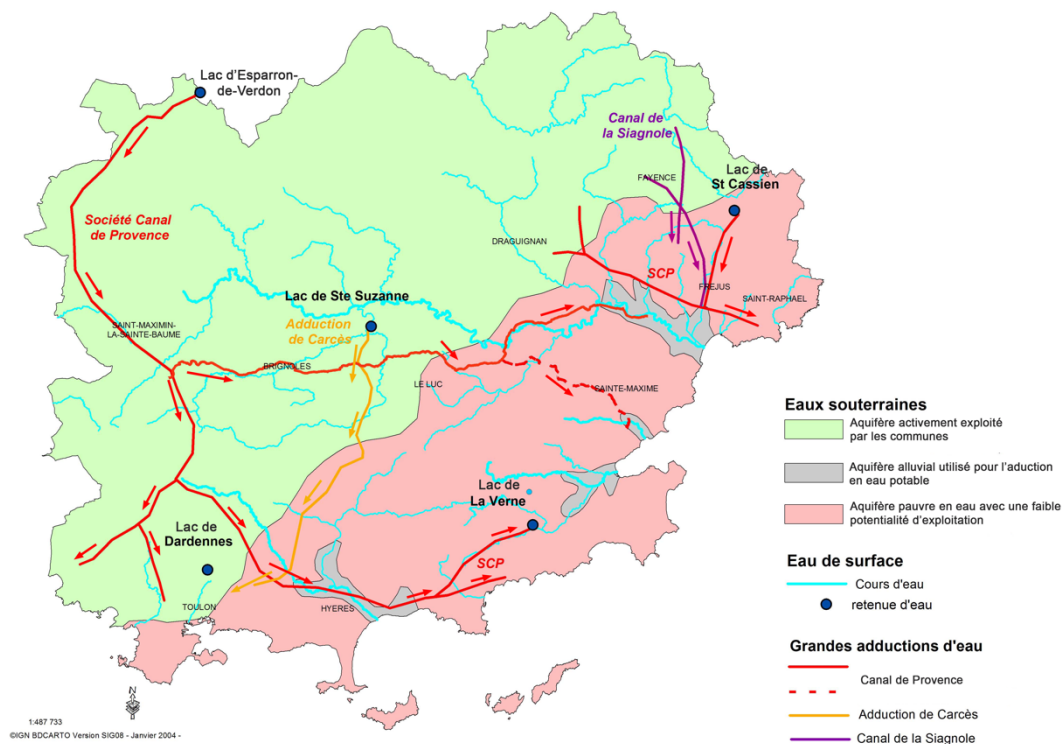 Lac d'Esparron-
de-Verdon
Canal de
la Siagnole
Lac de
St Cassien
FAYENCE
Société Canal
de Provence
DRAGUIGNAN
SCP
FREJUS
SAINT-RAPHAEL
Lac de Ste Suzanne
Adduction
de Carcès
SAINT-MAXIMIN-
LA-SAINTE-BAUME
BRIGNOLES
LE LUC
SAINTE-MAXIME
Lac de
La Verne
Lac de
Dardennes
SCP
TOULON
HYERES
Eaux souterraines
Aquifère activement exploité
par les communes
Aquifère alluvial utilisé pour l'aduction
en eau potable
Aquifère pauvre en eau avec une faible
potentialité d'exploitation
Eau de surface
Cours d'eau
retenue d'eau
Grandes adductions d'eau
Canal de Provence
Adduction de Carcès
Canal de la Siagnole
N
1:487 733
©IGN BDCARTO Version SIG08 - Janvier 2004 -